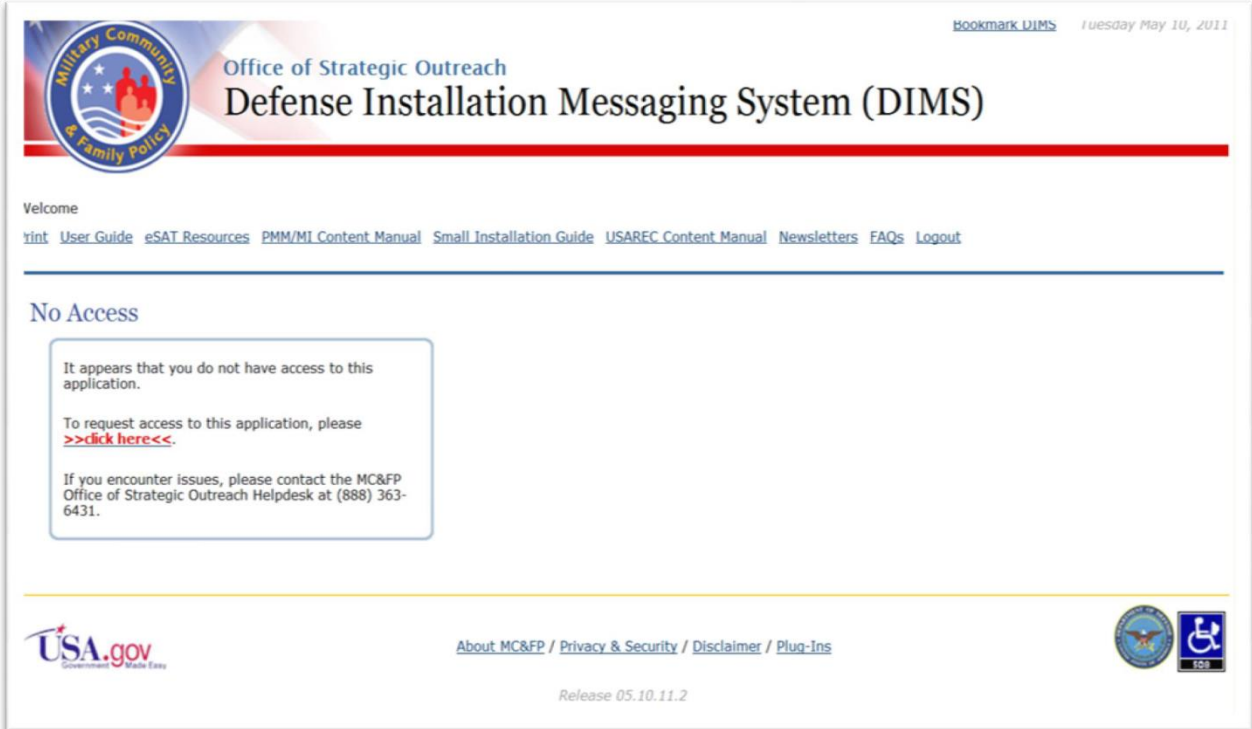 Bookmark DIMS Tuesday May 10, 2011
Military Community
& Family Policy
Office of Strategic Outreach
Defense Installation Messaging System (DIMS)
Welcome
Print User Guide eSAT Resources PMM/MI Content Manual Small Installation Guide USAREC Content Manual Newsletters FAQs Logout
No Access
It appears that you do not have access to this
application.
To request access to this application, please
>>click here<<.
If you encounter issues, please contact the MC&FP
Office of Strategic Outreach Helpdesk at (888) 363-
6431.
USA.gov
Government Made Easy
About MC&FP / Privacy & Security / Disclaimer / Plug-Ins
508
Release 05.10.11.2